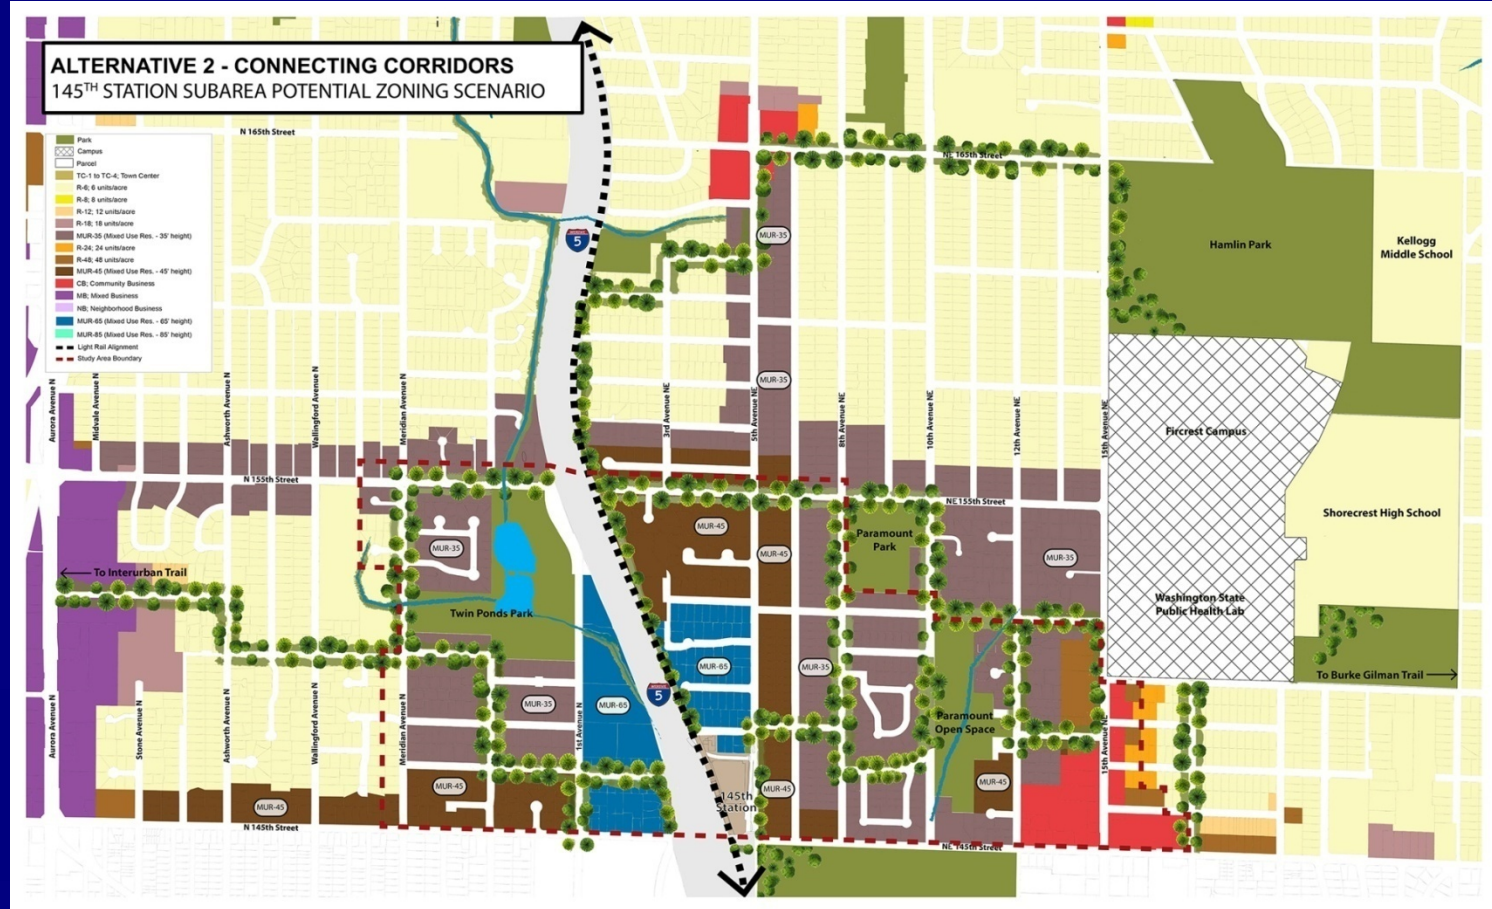 ALTERNATIVE 2 - CONNECTING CORRIDORS
145TH STATION SUBAREA POTENTIAL ZONING SCENARIO
Park
Campus
Parcel
TC-1 to TC-4; Town Center
R-6; 6 units/acre
R-8; 8 units/acre
R-12; 12 units/acre
R-18; 18 units/acre
MUR-35 (Mixed Use Res. - 35' height)
R-24; 24 units/acre
R-48; 48 units/acre
MUR-45 (Mixed Use Res. - 45' height)
CB; Community Business
MB; Mixed Business
NB; Neighborhood Business
MUR-65 (Mixed Use Res. - 65' height)
MUR-85 (Mixed Use Res. - 85' height)
Light Rail Alignment
Study Area Boundary
N 165th Street
NE 165th Street
5
MUR-35
Hamlin Park
Kellogg
Middle School
MUR-35
Aurora Avenue N
Midvale Avenue N
Ashworth Avenue N
Wallingford Avenue N
Meridian Avenue N
3rd Avenue NE
5th Avenue NE
8th Avenue NE
10th Avenue NE
12th Avenue NE
15th Avenue NE
Fircrest Campus
N 155th Street
NE 155th Street
Shorecrest High School
MUR-45
MUR-35
MUR-45
Paramount
Park
MUR-35
To Interurban Trail
Twin Ponds Park
Washington State
Public Health Lab
MUR-65
MUR-35
To Burke Gilman Trail
5
MUR-35
MUR-65
Paramount
Open Space
Aurora Avenue N
Stone Avenue N
Ashworth Avenue N
Wallingford Avenue N
Meridian Avenue N
1st Avenue N
15th Avenue NE
MUR-45
MUR-45
145th
Station
MUR-45
MUR-45
N 145th Street
NE 145th Street